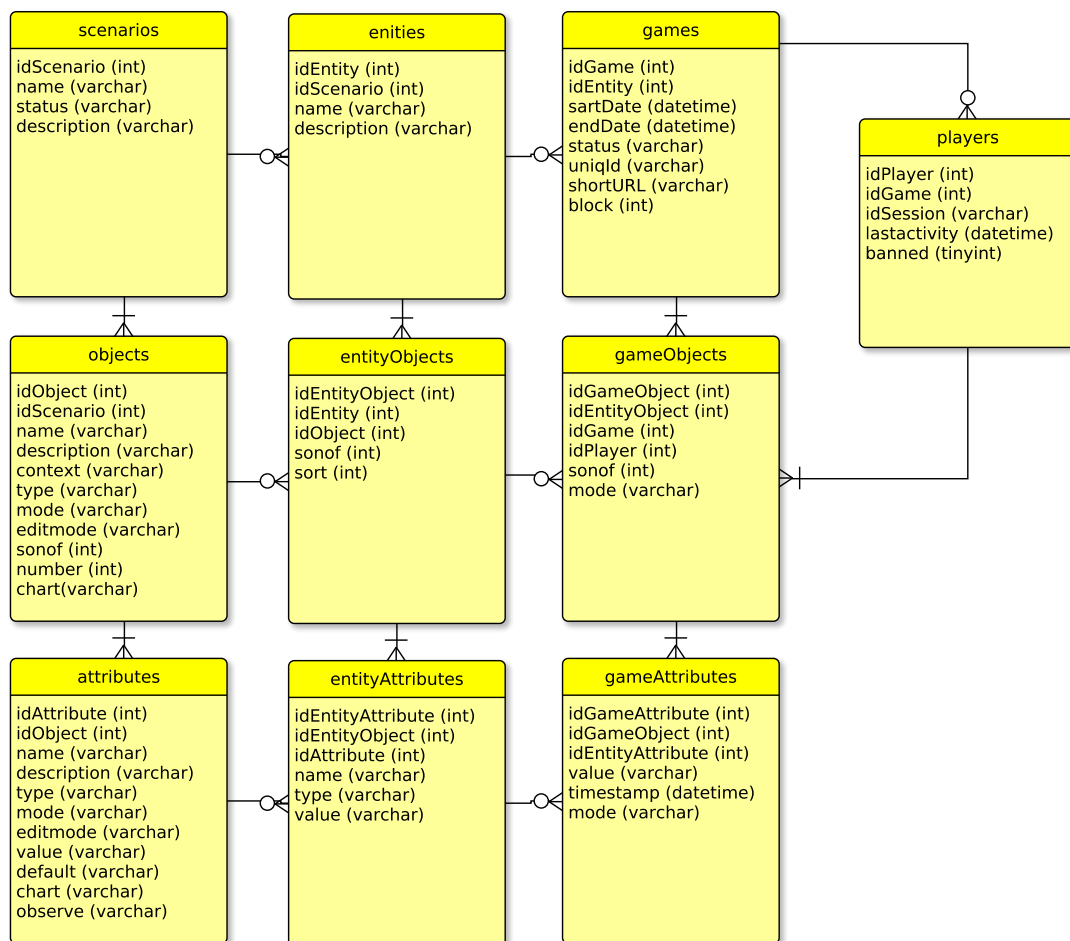 scenarios
idScenario (int)
name (varchar)
status (varchar)
description (varchar)
enities
idEntity (int)
idScenario (int)
name (varchar)
description (varchar)
games
idGame (int)
idEntity (int)
sartDate (datetime)
endDate (datetime)
status (varchar)
uniqId (varchar)
shortURL (varchar)
block (int)
players
idPlayer (int)
idGame (int)
idSession (varchar)
lastactivity (datetime)
banned (tinyint)
objects
idObject (int)
idScenario (int)
name (varchar)
description (varchar)
context (varchar)
type (varchar)
mode (varchar)
editmode (varchar)
sonof (int)
number (int)
chart(varchar)
entityObjects
idEntityObject (int)
idEntity (int)
idObject (int)
sonof (int)
sort (int)
gameObjects
idGameObject (int)
idEntityObject (int)
idGame (int)
idPlayer (int)
sonof (int)
mode (varchar)
attributes
idAttribute (int)
idObject (int)
name (varchar)
description (varchar)
type (varchar)
mode (varchar)
editmode (varchar)
value (varchar)
default (varchar)
chart (varchar)
observe (varchar)
entityAttributes
idEntityAttribute (int)
idEntityObject (int)
idAttribute (int)
name (varchar)
type (varchar)
value (varchar)
gameAttributes
idGameAttribute (int)
idGameObject (int)
idEntityAttribute (int)
value (varchar)
timestamp (datetime)
mode (varchar)